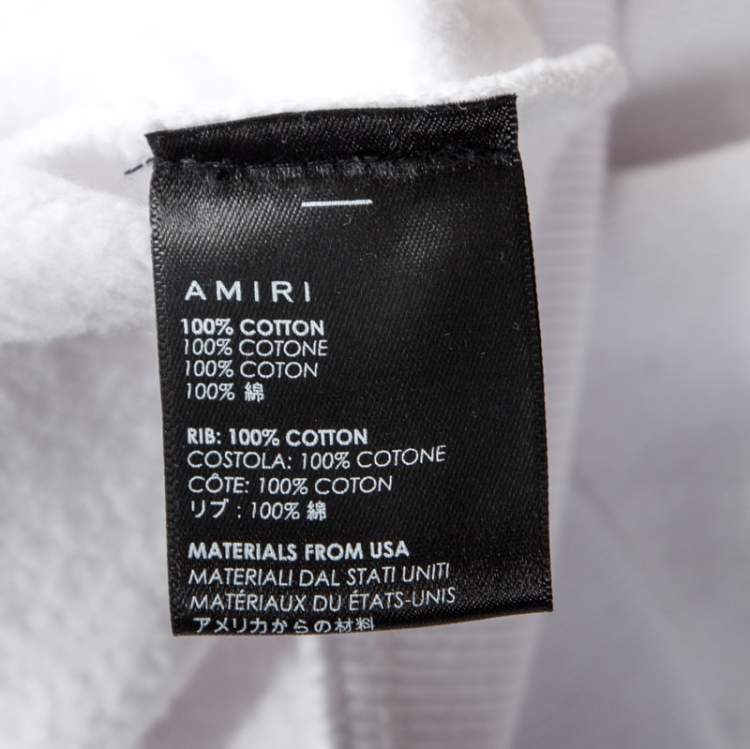 AMIRI
100% COTTON
100% COTONE
100% COTON
100% 綿
RIB: 100% COTTON
COSTOLA: 100% COTONE
CÔTE: 100% COTON
リブ : 100% 綿
MATERIALS FROM USA
MATERIALI DAL STATI UNITI
MATÉRIAUX DU ÉTATS-UNIS
アメリカからの材料